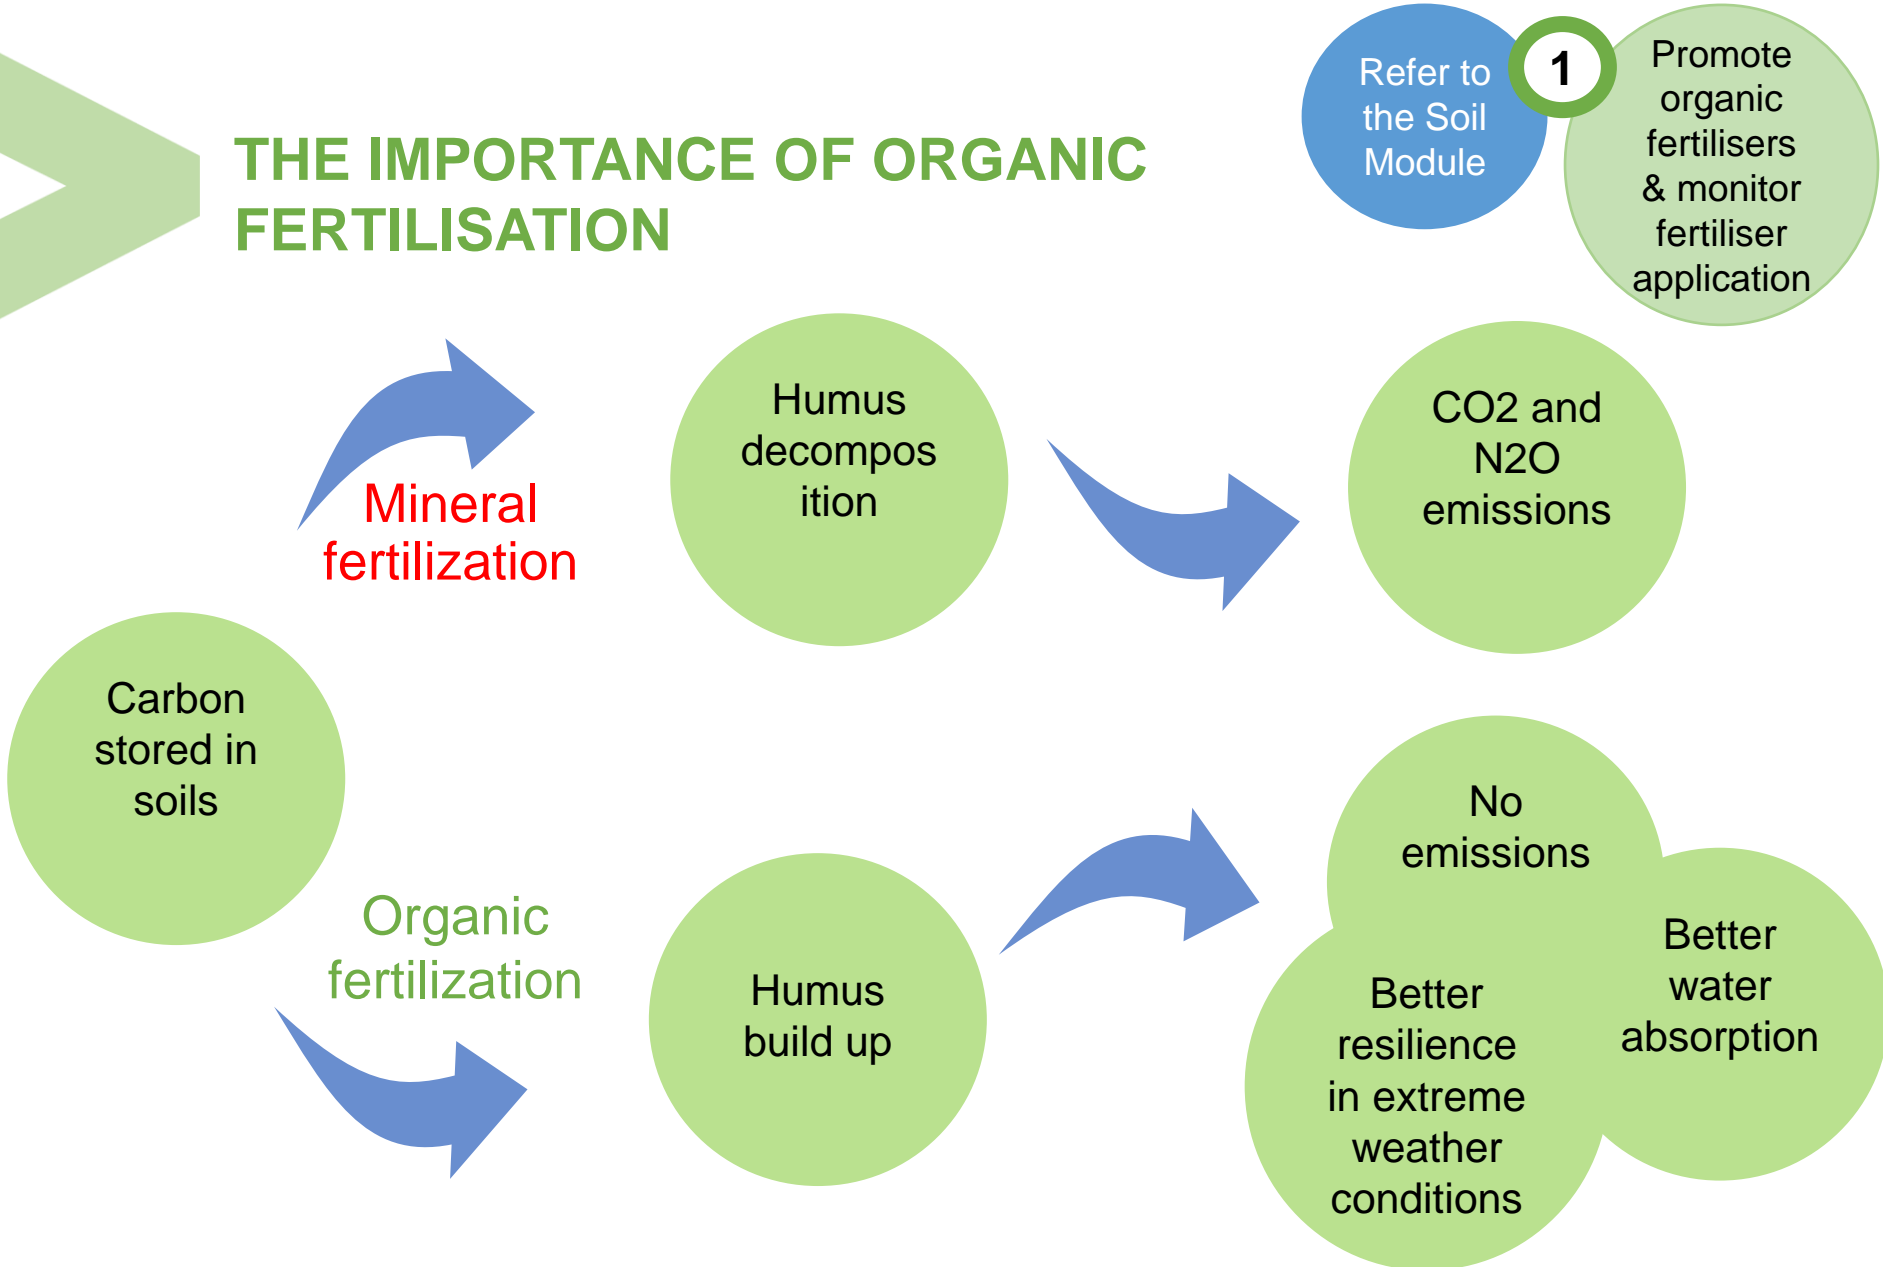 THE IMPORTANCE OF ORGANIC
FERTILISATION
Refer to
the Soil
Module
1
Promote
organic
fertilisers
& monitor
fertiliser
application
Mineral
fertilization
Humus
decompos
ition
CO2 and
N2O
emissions
Carbon
stored in
soils
Organic
fertilization
Humus
build up
No
emissions
Better
water
absorption
Better
resilience
in extreme
weather
conditions